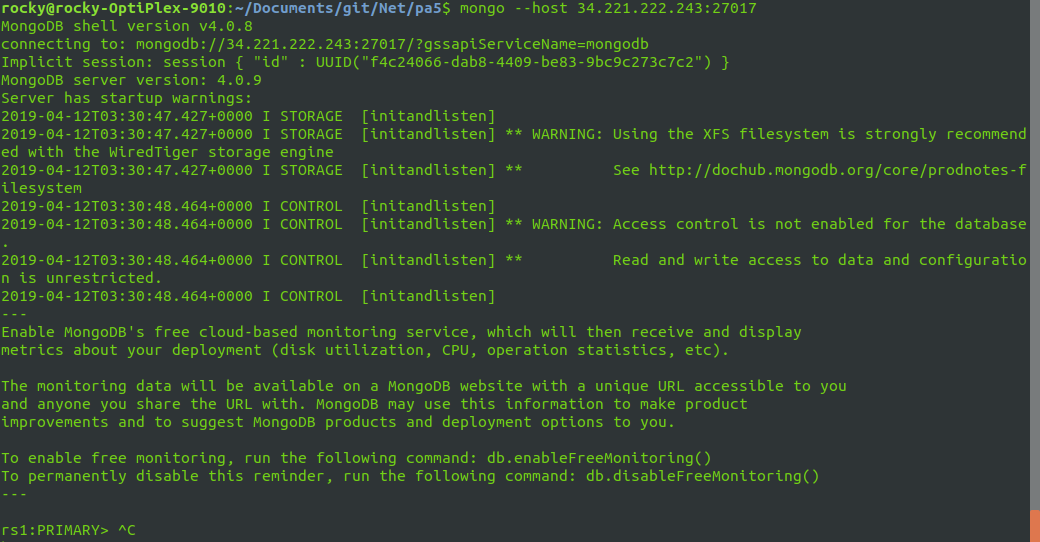 rocky@rocky-OptiPlex-9010:~/Documents/git/Net/pa5$ mongo --host 34.221.222.243:27017
MongoDB shell version v4.0.8
connecting to: mongodb://34.221.222.243:27017/?gssapiServiceName=mongodb
Implicit session: session { "id" : UUID("f4c24066-dab8-4409-be83-9bc9c273c7c2") }
MongoDB server version: 4.0.9
Server has startup warnings:
2019-04-12T03:30:47.427+0000 I STORAGE  [initandlisten]
2019-04-12T03:30:47.427+0000 I STORAGE  [initandlisten] ** WARNING: Using the XFS filesystem is strongly recommend
ed with the WiredTiger storage engine
2019-04-12T03:30:47.427+0000 I STORAGE  [initandlisten] **          See http://dochub.mongodb.org/core/prodnotes-f
ilesystem
2019-04-12T03:30:48.464+0000 I CONTROL  [initandlisten]
2019-04-12T03:30:48.464+0000 I CONTROL  [initandlisten] ** WARNING: Access control is not enabled for the database
.
2019-04-12T03:30:48.464+0000 I CONTROL  [initandlisten] **          Read and write access to data and configuratio
n is unrestricted.
2019-04-12T03:30:48.464+0000 I CONTROL  [initandlisten]
---
Enable MongoDB's free cloud-based monitoring service, which will then receive and display
metrics about your deployment (disk utilization, CPU, operation statistics, etc).

The monitoring data will be available on a MongoDB website with a unique URL accessible to you
and anyone you share the URL with. MongoDB may use this information to make product
improvements and to suggest MongoDB products and deployment options to you.

To enable free monitoring, run the following command: db.enableFreeMonitoring()
To permanently disable this reminder, run the following command: db.disableFreeMonitoring()
---

rs1:PRIMARY> ^C